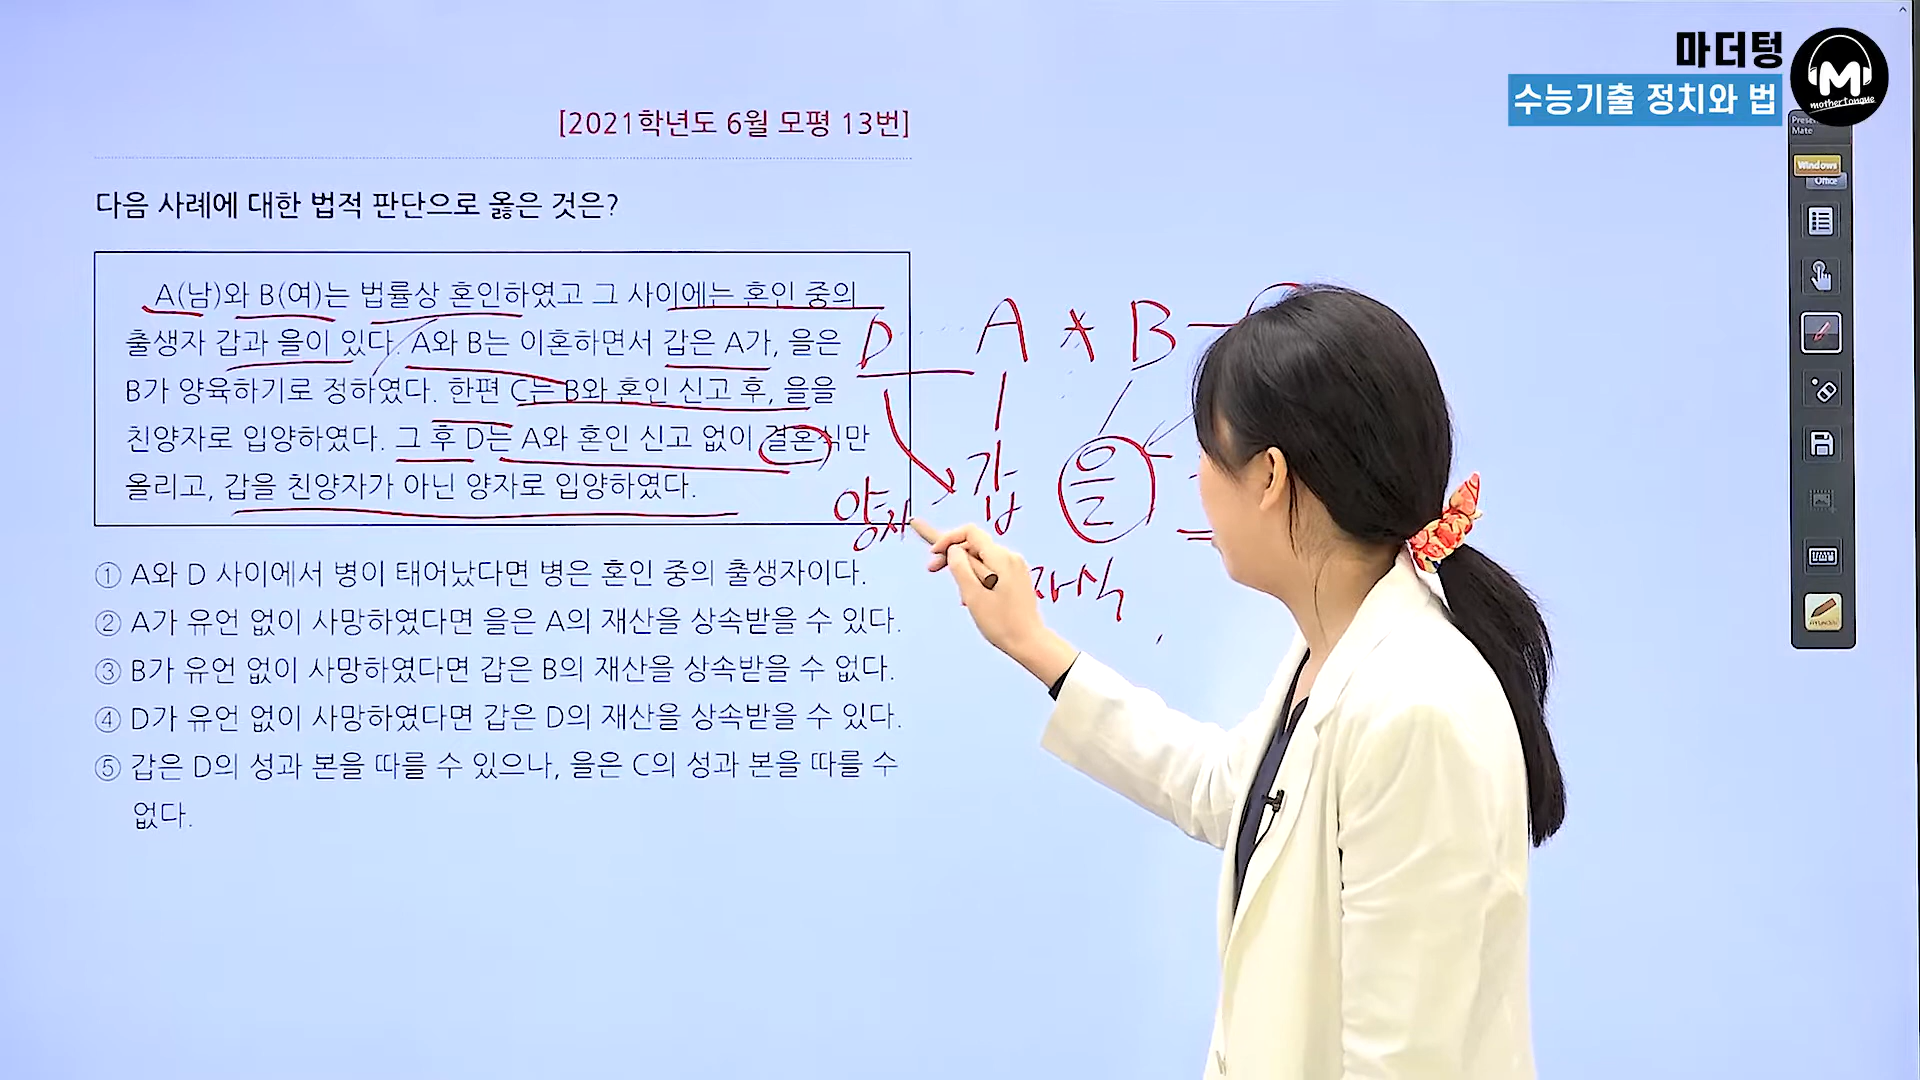 마더텅
수능기출 정치와 법
M
mothertongue
Mate
Windows
Office
[2021학년도 6월 모평 13번]
다음 사례에 대한 법적 판단으로 옳은 것은?
A(남)와 B(여)는 법률상 혼인하였고 그 사이에는 혼인 중의
출생자 갑과 을이 있다. A와 B는 이혼하면서 갑은 A가, 을은
B가 양육하기로 정하였다. 한편 C는 B와 혼인 신고 후, 을을
친양자로 입양하였다. 그 후 D는 A와 혼인 신고 없이 결혼식만
올리고, 갑을 친양자가 아닌 양자로 입양하였다.
① A와 D 사이에서 병이 태어났다면 병은 혼인 중의 출생자이다.
② A가 유언 없이 사망하였다면 을은 A의 재산을 상속받을 수 있다.
③ B가 유언 없이 사망하였다면 갑은 B의 재산을 상속받을 수 없다.
④ D가 유언 없이 사망하였다면 갑은 D의 재산을 상속받을 수 있다.
⑤ 갑은 D의 성과 본을 따를 수 있으나, 을은 C의 성과 본을 따를 수
없다.
D A B
갑 을
양자
자식